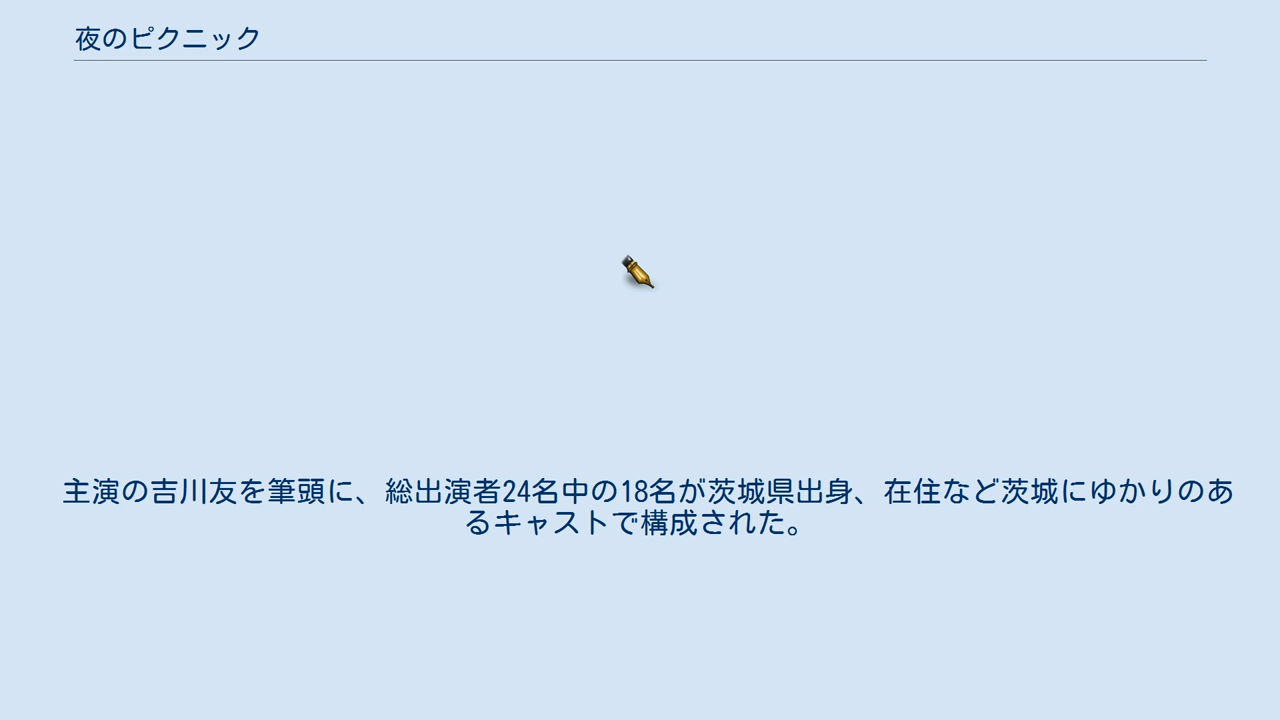 夜のピクニック
主演の吉川友を筆頭に、総出演者24名中の18名が茨城県出身、在住など茨城にゆかりのあ
るキャストで構成された。